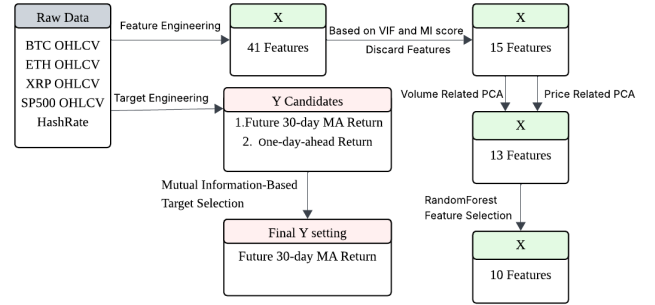 Raw Data
BTC OHLCV
ETH OHLCV
XRP OHLCV
SP500 OHLCV
HashRate
Feature Engineering
X
41 Features
Based on VIF and MI score
Discard Features
X
15 Features
Target Engineering
Y Candidates
1.Future 30-day MA Return
2. One-day-ahead Return
Volume Related PCA
Price Related PCA
X
13 Features
Mutual Information-Based
Target Selection
RandomForest
Feature Selection
Final Y setting
Future 30-day MA Return
X
10 Features